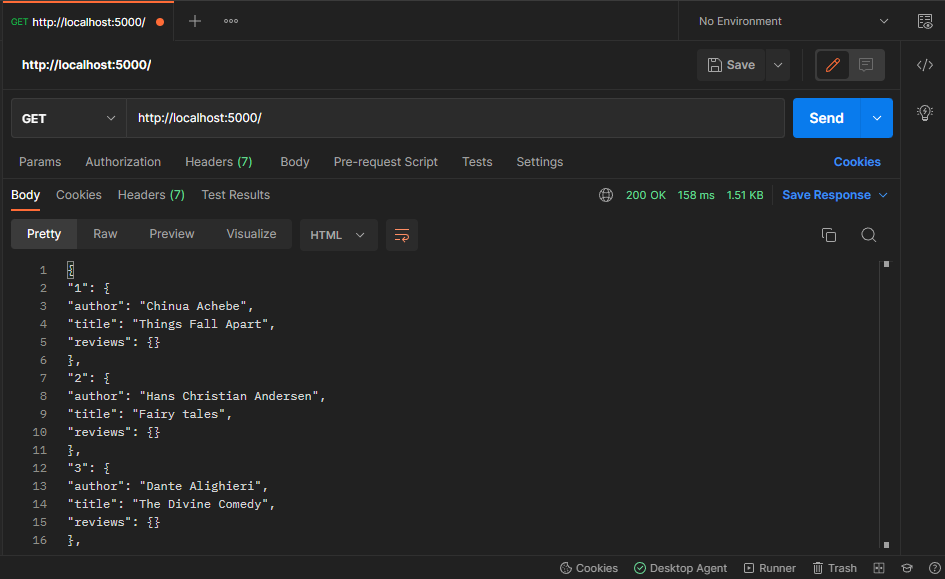 GET http://localhost:5000/
No Environment
http://localhost:5000/
Save
GET http://localhost:5000/ Send
Params Authorization Headers (7) Body Pre-request Script Tests Settings Cookies
Body Cookies Headers (7) Test Results 200 OK 158 ms 1.51 KB Save Response
Pretty Raw Preview Visualize HTML
1 {
2 "1": {
3 "author": "Chinua Achebe",
4 "title": "Things Fall Apart",
5 "reviews": {}
6 },
7 "2": {
8 "author": "Hans Christian Andersen",
9 "title": "Fairy tales",
10 "reviews": {}
11 },
12 "3": {
13 "author": "Dante Alighieri",
14 "title": "The Divine Comedy",
15 "reviews": {}
16 },
Cookies Desktop Agent Runner Trash